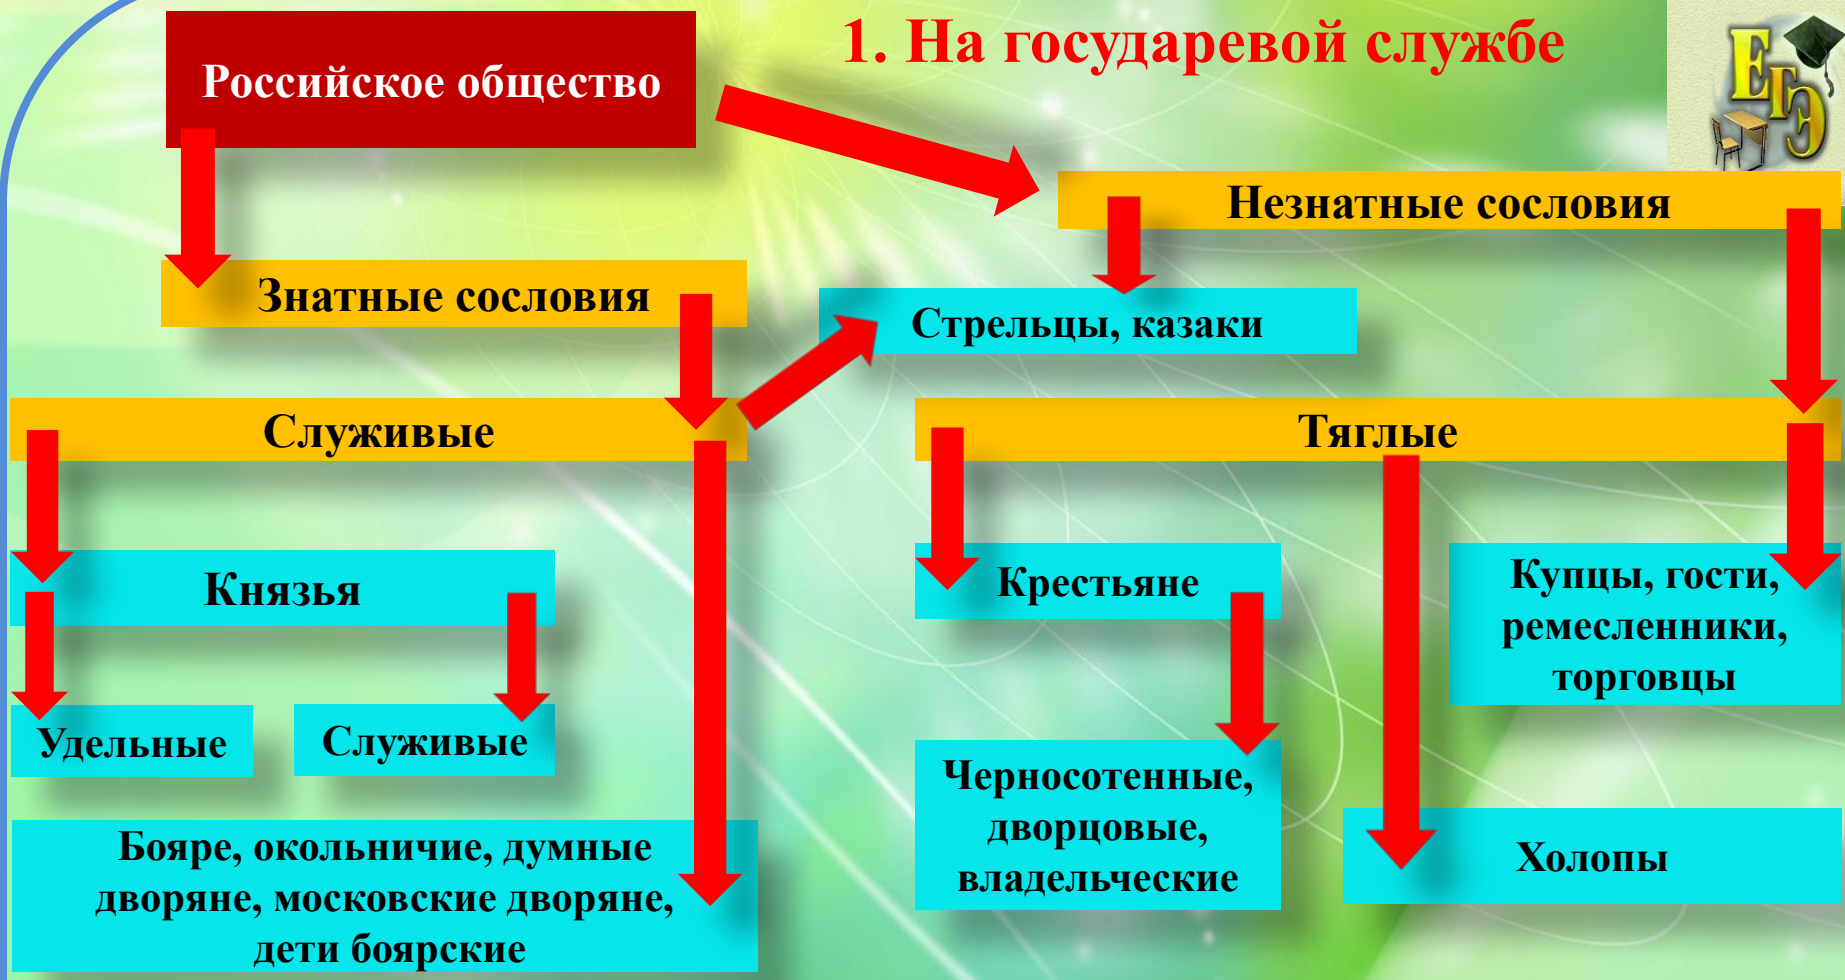 1. На государевой службе
Российское общество
ЕГЭ
Незнатные сословия
Знатные сословия
Стрельцы, казаки
Служивые
Тяглые
Князья
Крестьяне
Купцы, гости,
ремесленники,
торговцы
Удельные
Служивые
Черносотенные,
дворцовые,
владельческие
Холопы
Бояре, окольничие, думные
дворяне, московские дворяне,
дети боярские